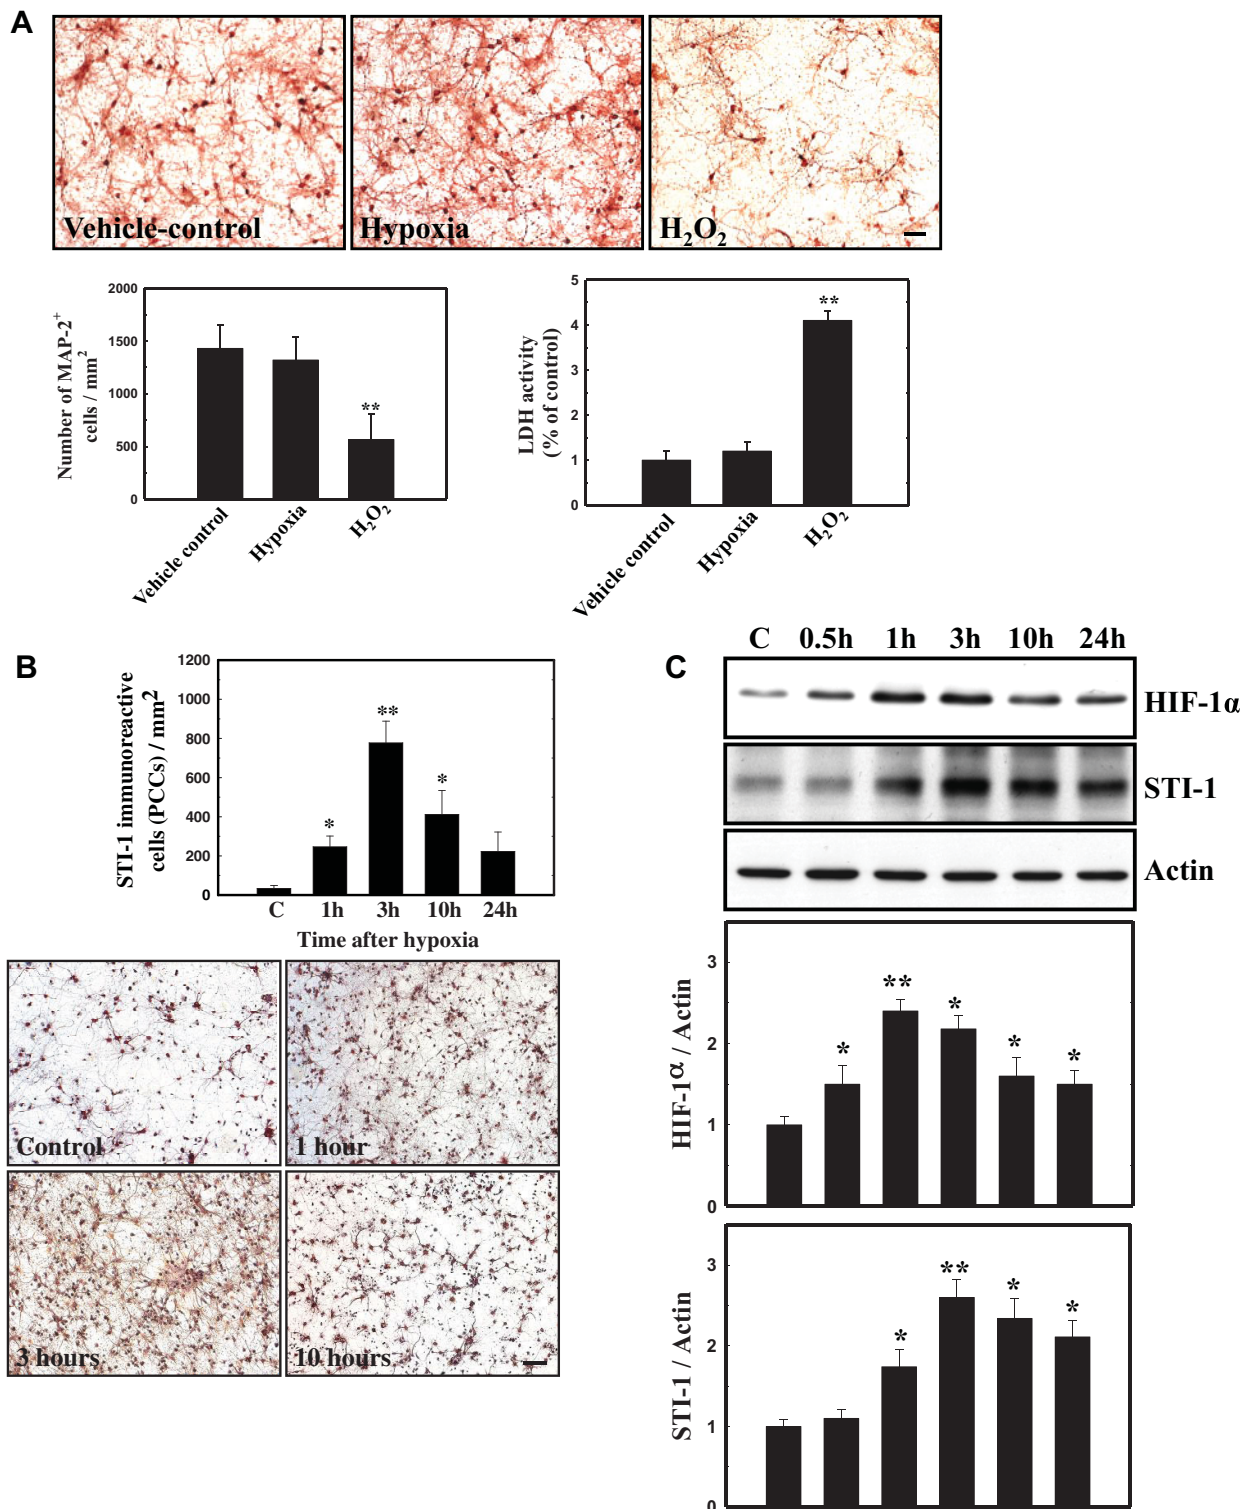 A
Vehicle-control
Hypoxia
H₂O₂
Number of MAP-2⁺
cells / mm²
2000
1500
1000
500
0
**
Vehicle control
Hypoxia
H₂O₂
LDH activity
(% of control)
5
4
3
2
1
0
**
Vehicle control
Hypoxia
H₂O₂
B
STI-1 immunoreactive
cells (PCCs) / mm²
1200
1000
800
600
400
200
0
*
**
*
C 1h 3h 10h 24h
Time after hypoxia
Control
1 hour
3 hours
10 hours
C
C 0.5h 1h 3h 10h 24h
HIF-1α
STI-1
Actin
HIF-1α / Actin
3
2
1
0
*
**
*
*
*
STI-1 / Actin
3
2
1
0
*
**
*
*